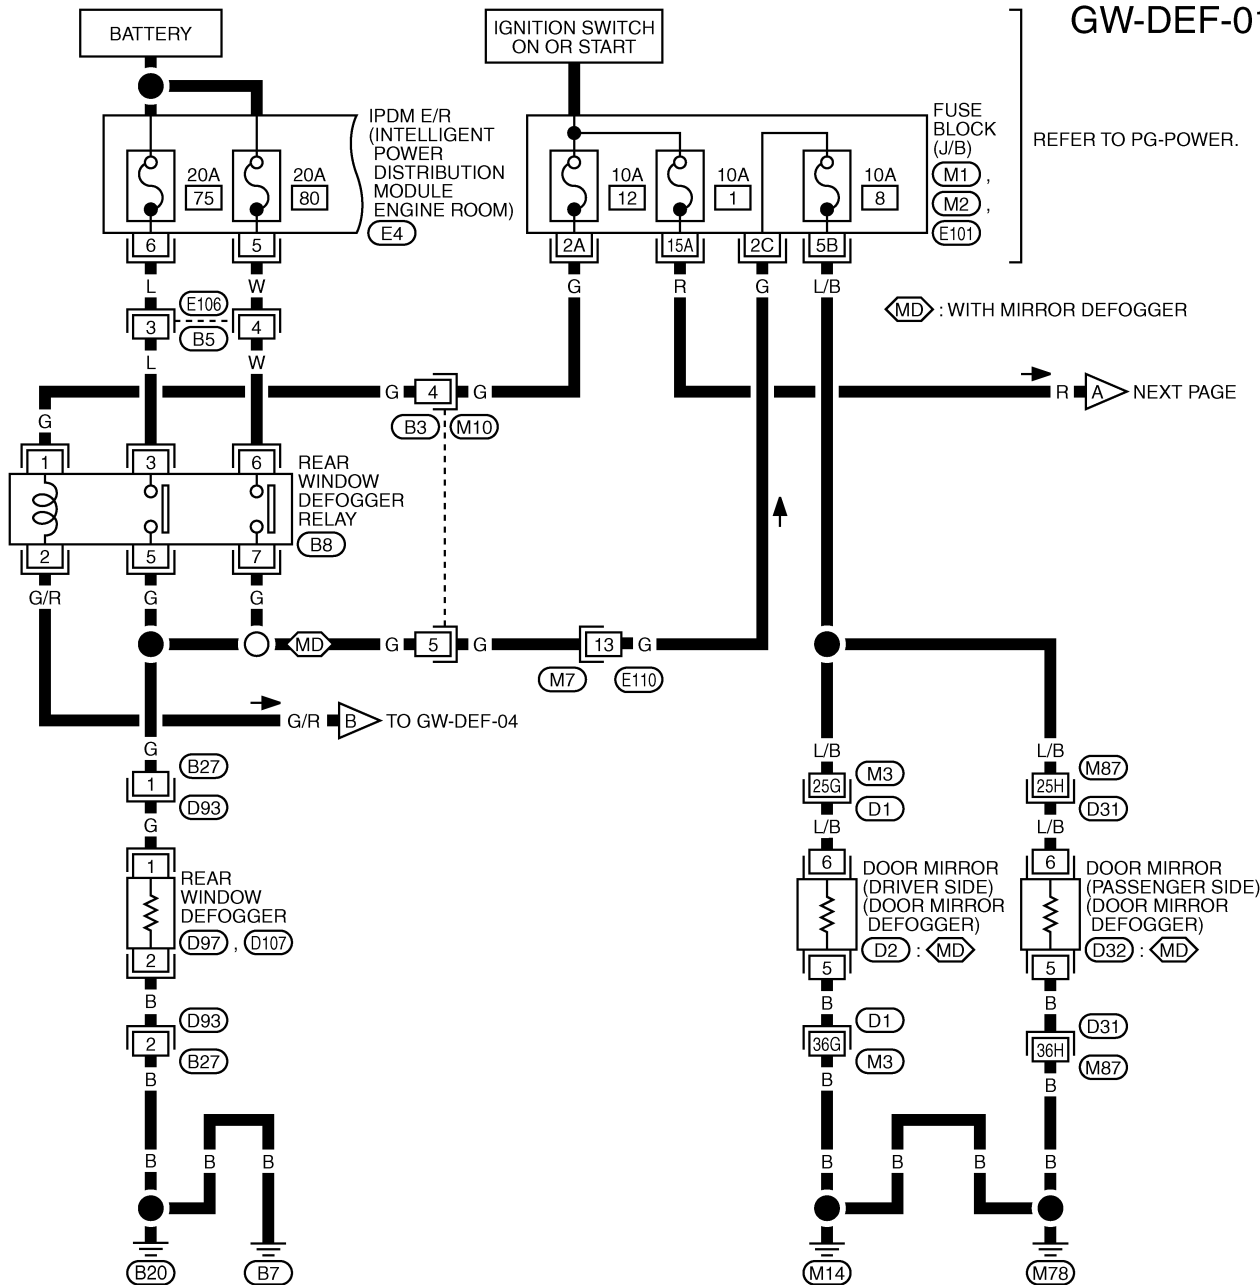 GW-DEF-01
BATTERY
IGNITION SWITCH
ON OR START
IPDM E/R
(INTELLIGENT
POWER
DISTRIBUTION
MODULE
ENGINE ROOM)
E4
20A
75
20A
80
10A
12
10A
1
10A
8
FUSE
BLOCK
(J/B)
M1 ,
M2 ,
E101
REFER TO PG-POWER.
6
5
2A
15A
2C
5B
L
W
G
R
G
L/B
E106
3
B5
4
MD : WITH MIRROR DEFOGGER
L
W
G
4
G
R
A
NEXT PAGE
B3
M10
G
1
3
6
REAR
WINDOW
DEFOGGER
RELAY
B8
2
5
7
G/R
G
G
MD
G
5
G
13
G
M7
E110
G/R
B
TO GW-DEF-04
G
B27
1
D93
G
L/B
M3
25G
D1
L/B
L/B
M87
25H
D31
L/B
1
REAR
WINDOW
DEFOGGER
D97 , D107
2
6
DOOR MIRROR
(DRIVER SIDE)
(DOOR MIRROR
DEFOGGER)
D2 : MD
5
6
DOOR MIRROR
(PASSENGER SIDE)
(DOOR MIRROR
DEFOGGER)
D32 : MD
5
B
D93
2
B27
B
B
D1
36G
M3
B
B
D31
36H
M87
B
B
B
B
B
B
B
B
B20
B7
M14
M78